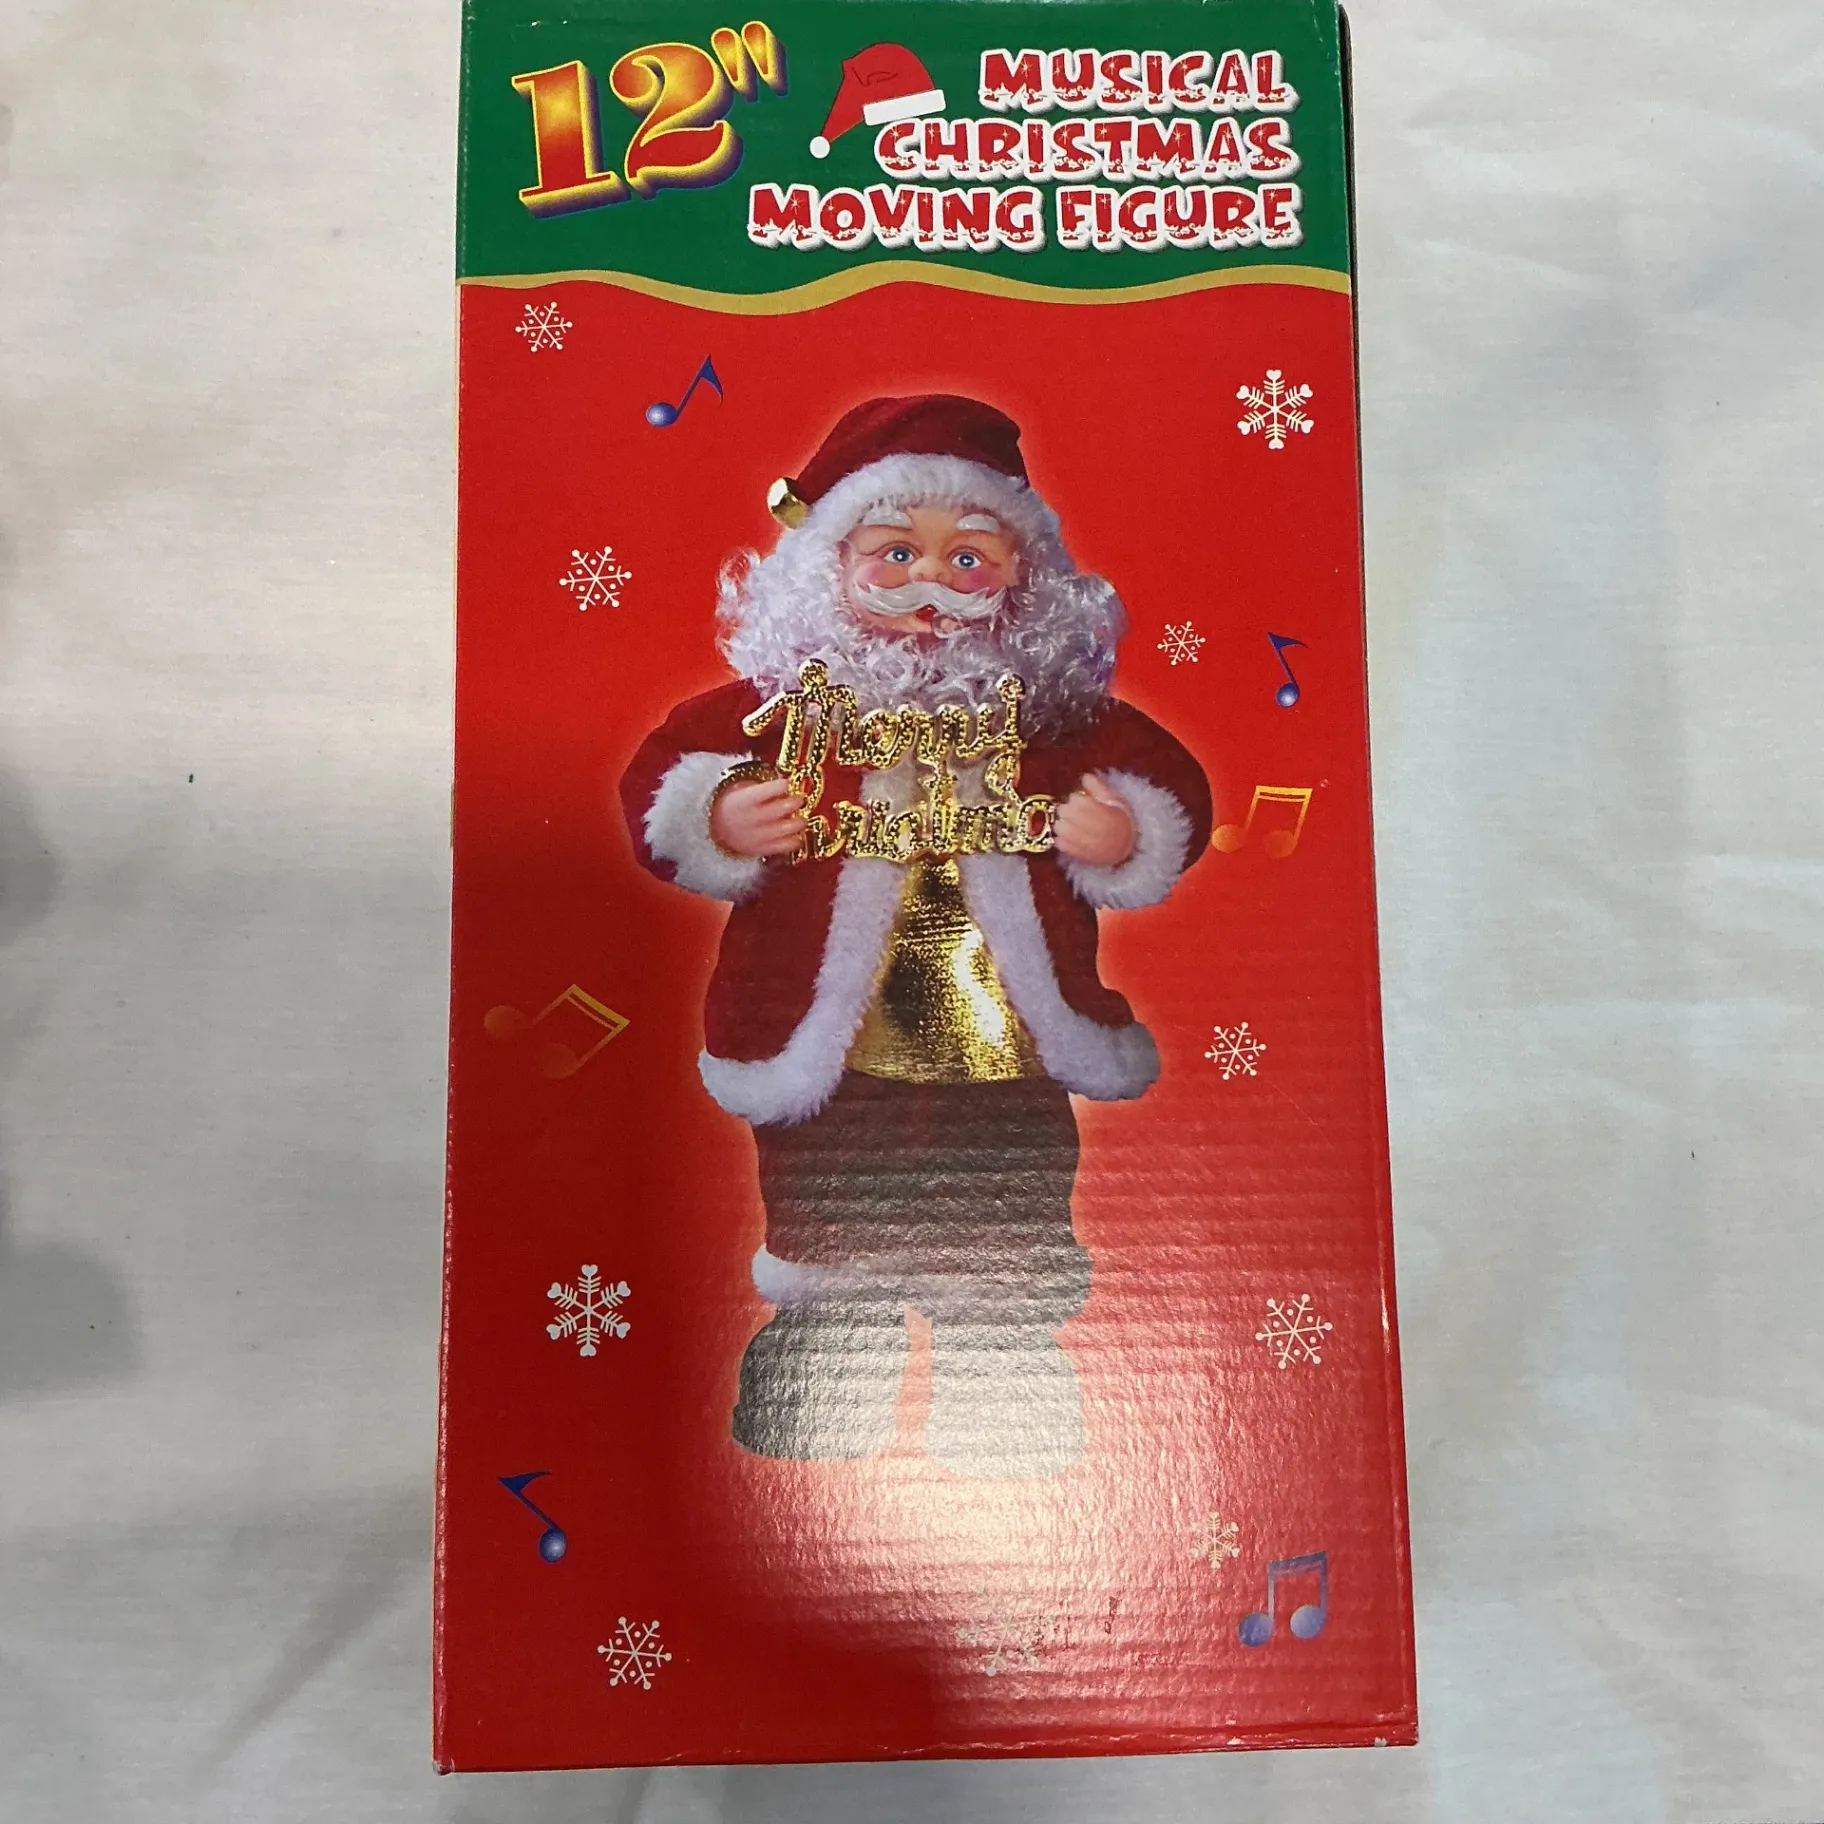 12"
MUSICAL
CHRISTMAS
MOVING FIGURE
Merry
Christmas